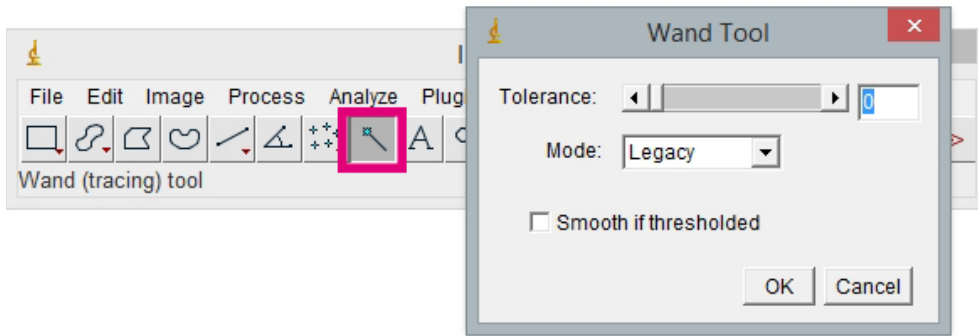 I
File Edit Image Process Analyze Plugi
A
>
Wand (tracing) tool
Wand Tool
Tolerance: 0
Mode: Legacy
Smooth if thresholded
OK Cancel